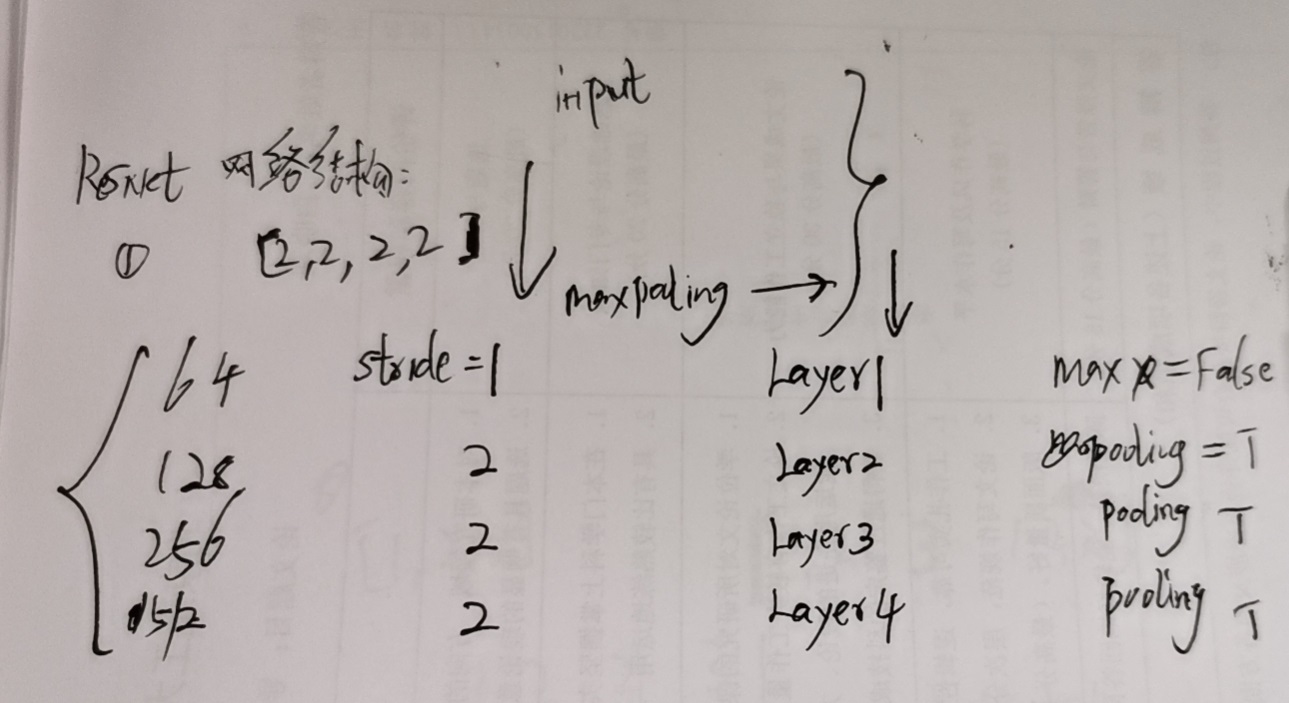 input
Resnet 网络结构:
① [2,2,2,2]
maxpoling →
64 stride=1 Layer1 max =False
128 2 Layer2 pooling = T
256 2 Layer3 pooling T
512 2 Layer4 pooling T